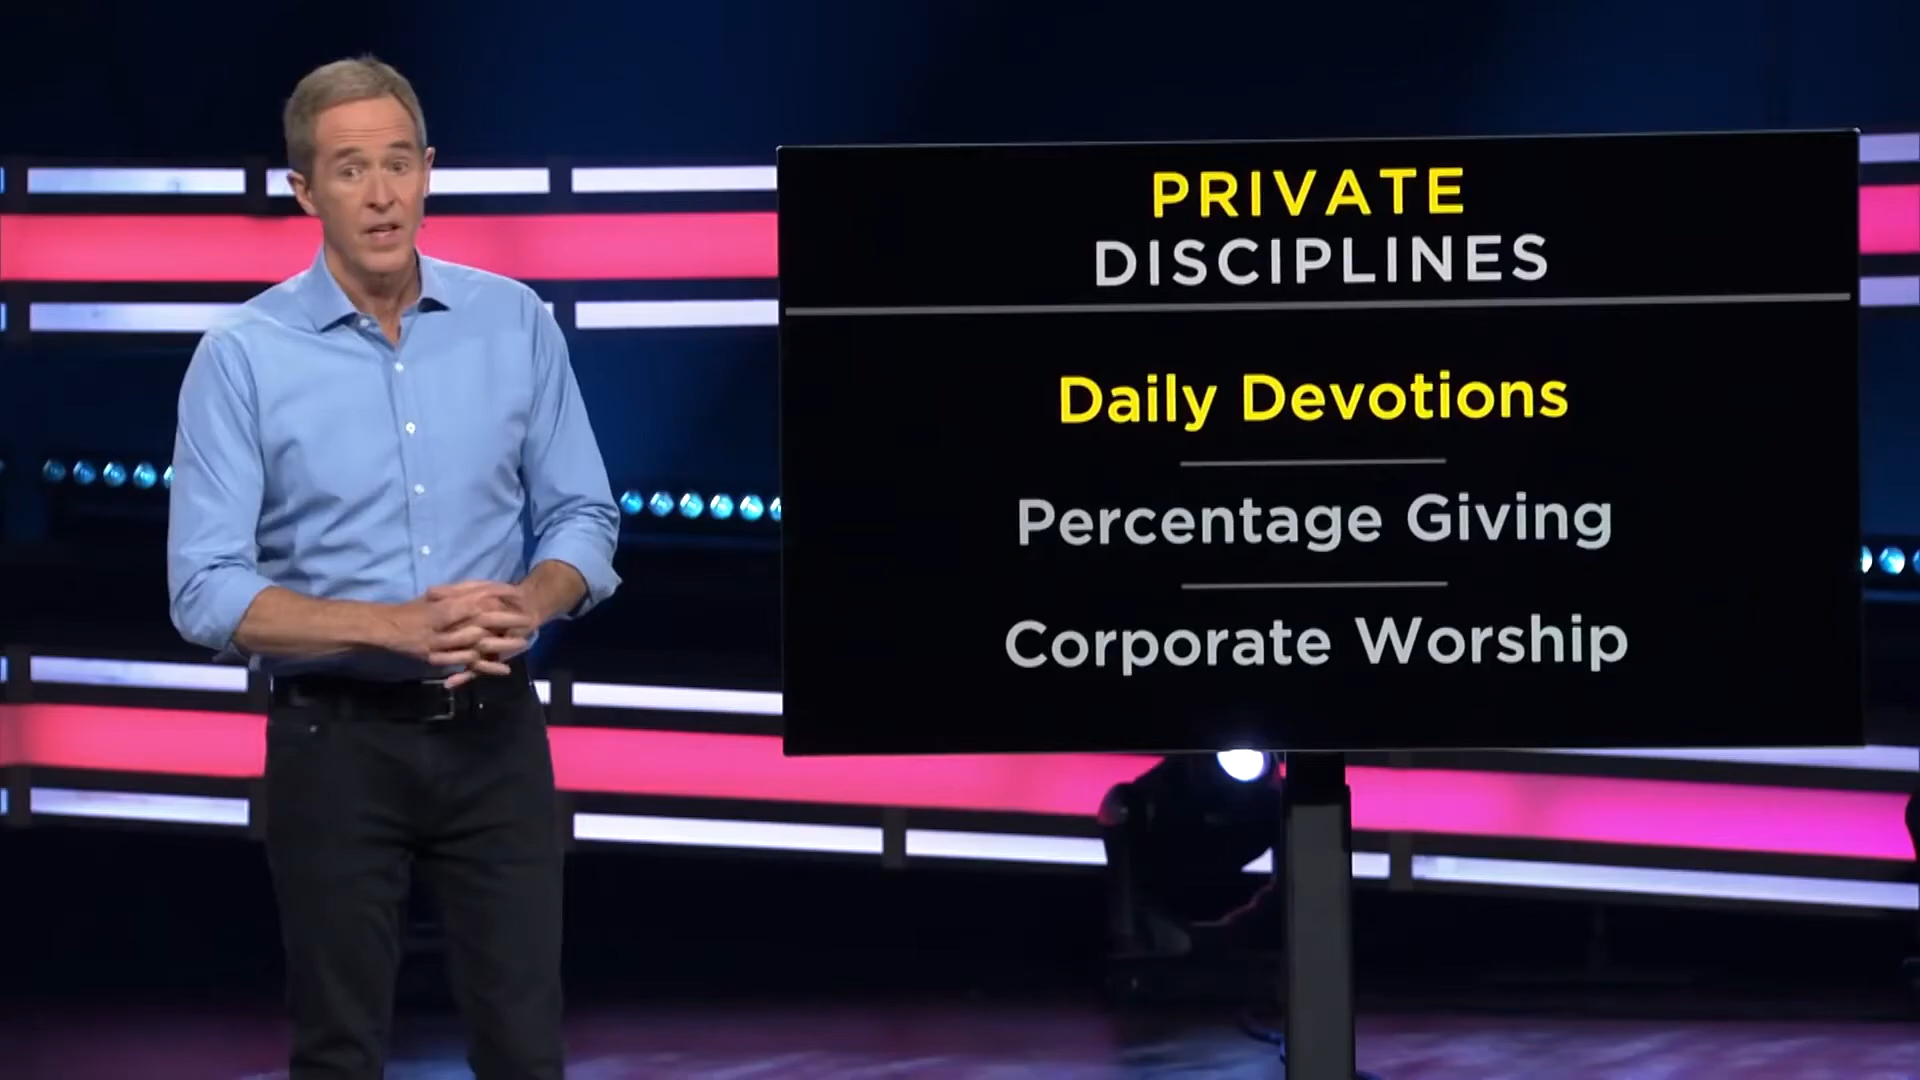 PRIVATE
DISCIPLINES
Daily Devotions
Percentage Giving
Corporate Worship